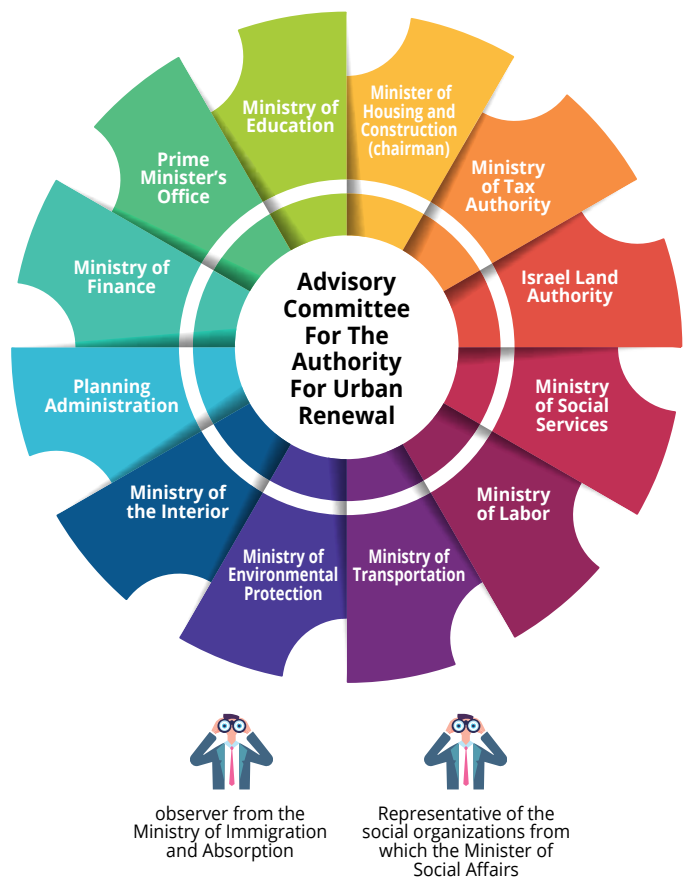 Advisory
Committee
For The
Authority
For Urban
Renewal
Minister of
Housing and
Construction
(chairman)
Ministry
of Tax
Authority
Israel Land
Authority
Ministry
of Social
Services
Ministry
of Labor
Ministry of
Transportation
Ministry of
Environmental
Protection
Ministry of
the Interior
Planning
Administration
Ministry of
Finance
Prime
Minister’s
Office
Ministry of
Education
observer from the
Ministry of Immigration
and Absorption
Representative of the
social organizations from
which the Minister of
Social Affairs